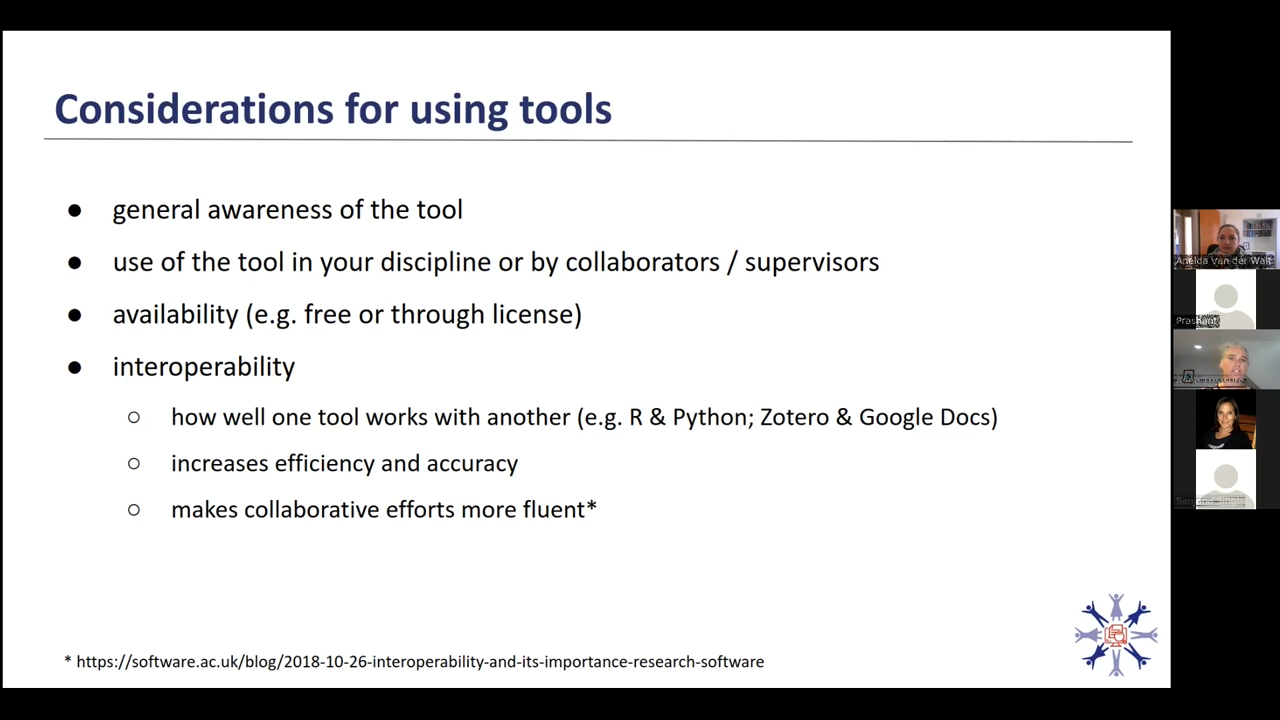 Considerations for using tools
● general awareness of the tool
● use of the tool in your discipline or by collaborators / supervisors
● availability (e.g. free or through license)
● interoperability
○ how well one tool works with another (e.g. R & Python; Zotero & Google Docs)
○ increases efficiency and accuracy
○ makes collaborative efforts more fluent*
* https://software.ac.uk/blog/2018-10-26-interoperability-and-its-importance-research-software
Anelda Van der Walt
Prashant